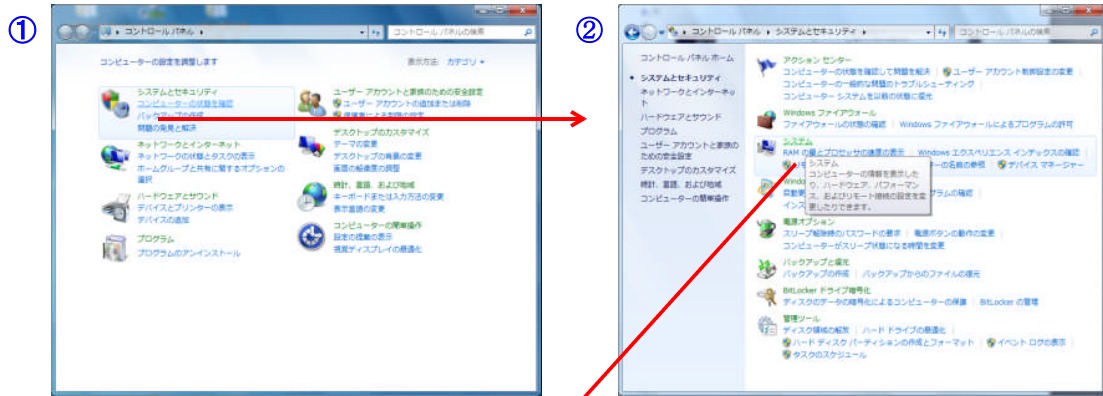 ①
コントロール パネル
コントロール パネルの検索
コンピューターの設定を調整します
表示方法: カテゴリ
システムとセキュリティ
コンピューターの状態を確認
バックアップの作成
問題の発見と解決
ネットワークとインターネット
ネットワークの状態とタスクの表示
ホームグループと共有に関するオプションの
選択
ハードウェアとサウンド
デバイスとプリンターの表示
デバイスの追加
プログラム
プログラムのアンインストール
ユーザー アカウントと家族のための安全設定
ユーザー アカウントの追加または削除
保護者による制限の設定
デスクトップのカスタマイズ
テーマの変更
デスクトップの背景の変更
画面の解像度の調整
時計、言語、および地域
キーボードまたは入力方法の変更
表示言語の変更
コンピューターの簡単操作
設定の提案の表示
視覚ディスプレイの最適化
②
コントロール パネル システムとセキュリティ
コントロール パネルの検索
コントロール パネル ホーム
システムとセキュリティ
ネットワークとインターネッ
ト
ハードウェアとサウンド
プログラム
ユーザー アカウントと家族の
ための安全設定
デスクトップのカスタマイズ
時計、言語、および地域
コンピューターの簡単操作
アクション センター
コンピューターの状態を確認して問題を解決 ユーザー アカウント制御設定の変更
コンピューターの一般的な問題のトラブルシューティング
コンピューター システムを以前の状態に復元
Windows ファイアウォール
ファイアウォールの状態の確認 Windows ファイアウォールによるプログラムの許可
システム
RAM の量とプロセッサの速度の表示 Windows エクスペリエンス インデックスの確認
の名前の参照 デバイス マネージャー
システム
コンピューターの情報を表示した
り、ハードウェア、パフォーマン
ス、およびリモート接続の設定を変
更したりできます。
Windo
自動更 グラムの確認
インス
電源オプション
スリープ解除時のパスワードの要求 電源ボタンの動作の変更
コンピューターがスリープ状態になる時間を変更
バックアップと復元
バックアップの作成 バックアップからのファイルの復元
BitLocker ドライブ暗号化
ディスクのデータの暗号化によるコンピューターの保護 BitLocker の管理
管理ツール
ディスク領域の解放 ハード ドライブの最適化
ハード ディスク パーティションの作成とフォーマット イベント ログの表示
タスクのスケジュール